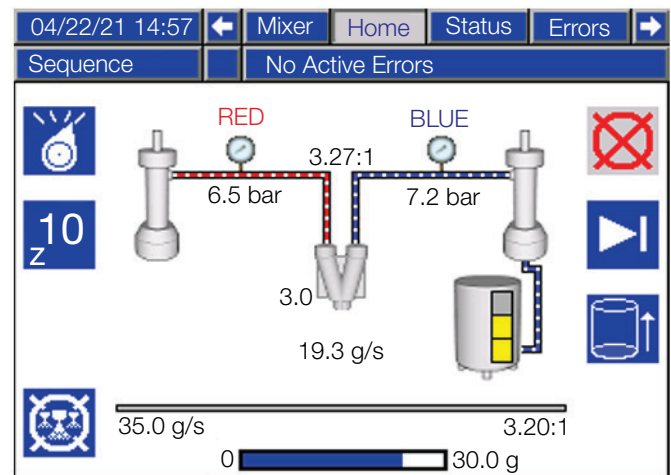 04/22/21 14:57 Mixer Home Status Errors
Sequence No Active Errors
RED BLUE
3.27:1
6.5 bar 7.2 bar
z10
3.0
19.3 g/s
35.0 g/s 3.20:1
0 30.0 g